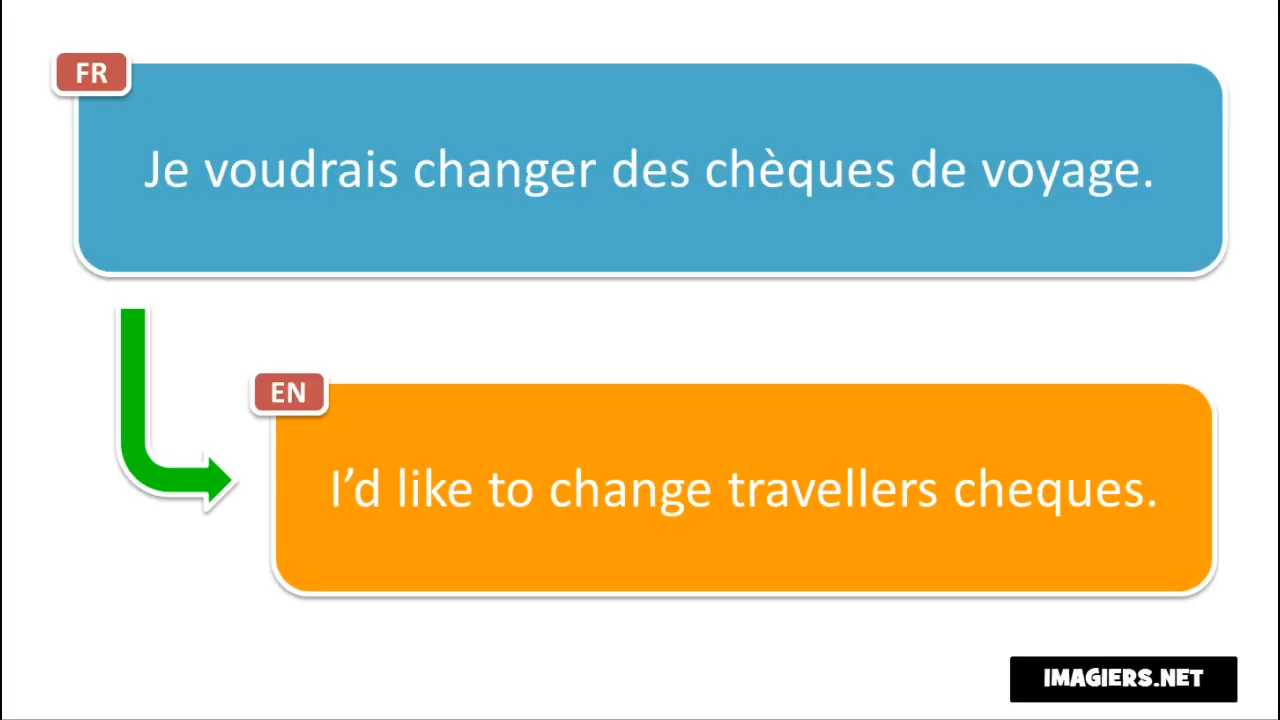 FR
Je voudrais changer des chèques de voyage.
EN
I’d like to change travellers cheques.
IMAGIERS.NET